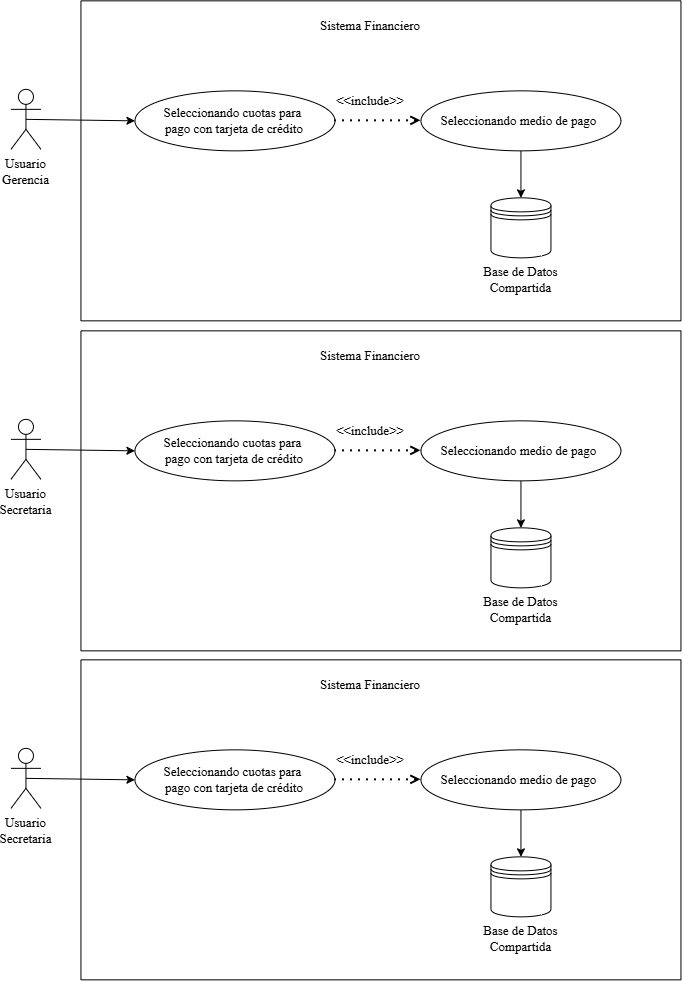 Sistema Financiero
Seleccionando cuotas para
pago con tarjeta de crédito
<<include>>
Seleccionando medio de pago
Usuario
Gerencia
Base de Datos
Compartida
Sistema Financiero
Seleccionando cuotas para
pago con tarjeta de crédito
<<include>>
Seleccionando medio de pago
Usuario
Secretaria
Base de Datos
Compartida
Sistema Financiero
Seleccionando cuotas para
pago con tarjeta de crédito
<<include>>
Seleccionando medio de pago
Usuario
Secretaria
Base de Datos
Compartida